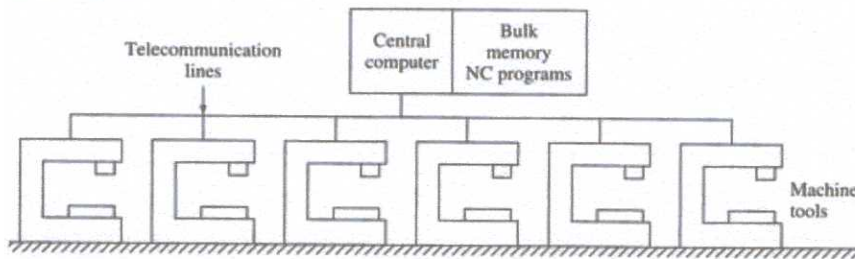 Telecommunication
lines
Central
computer
Bulk
memory
NC programs
Machine
tools